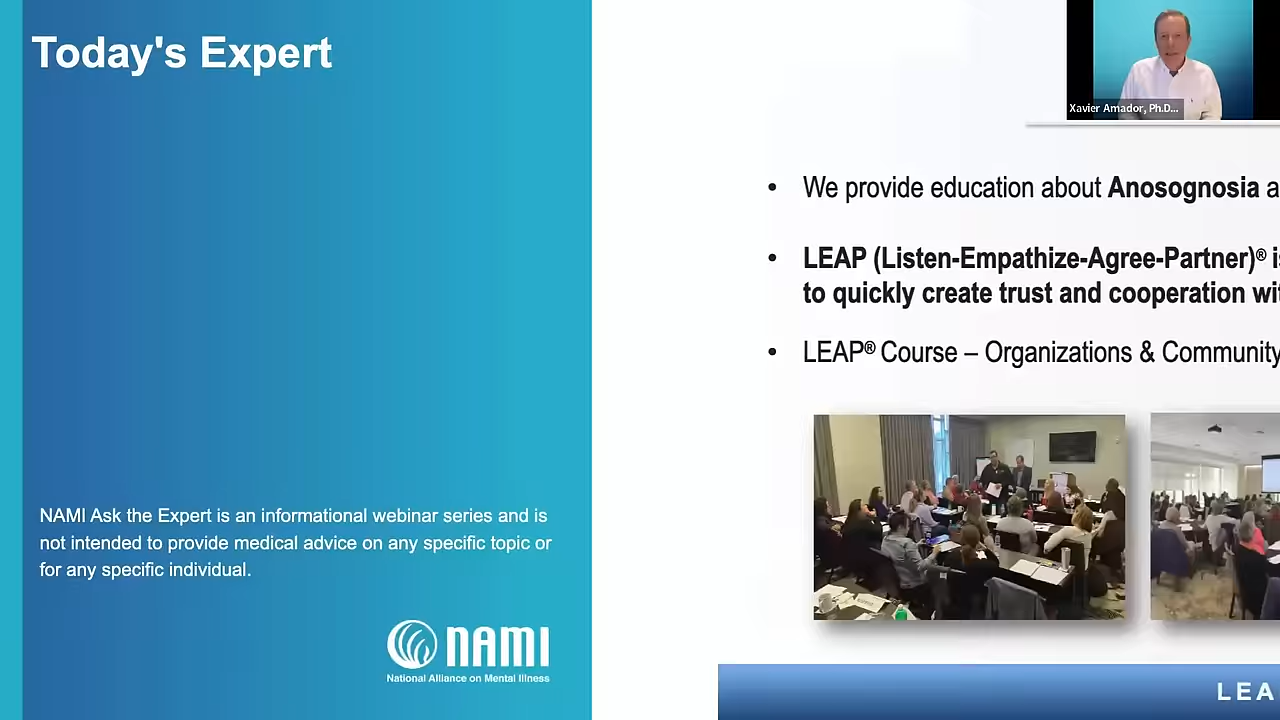 Today's Expert
NAMI Ask the Expert is an informational webinar series and is
not intended to provide medical advice on any specific topic or
for any specific individual.
NAMI
National Alliance on Mental Illness
Xavier Amador, Ph.D...
• We provide education about Anosognosia a
• LEAP (Listen-Empathize-Agree-Partner)® is
to quickly create trust and cooperation wit
• LEAP® Course – Organizations & Community
LEA